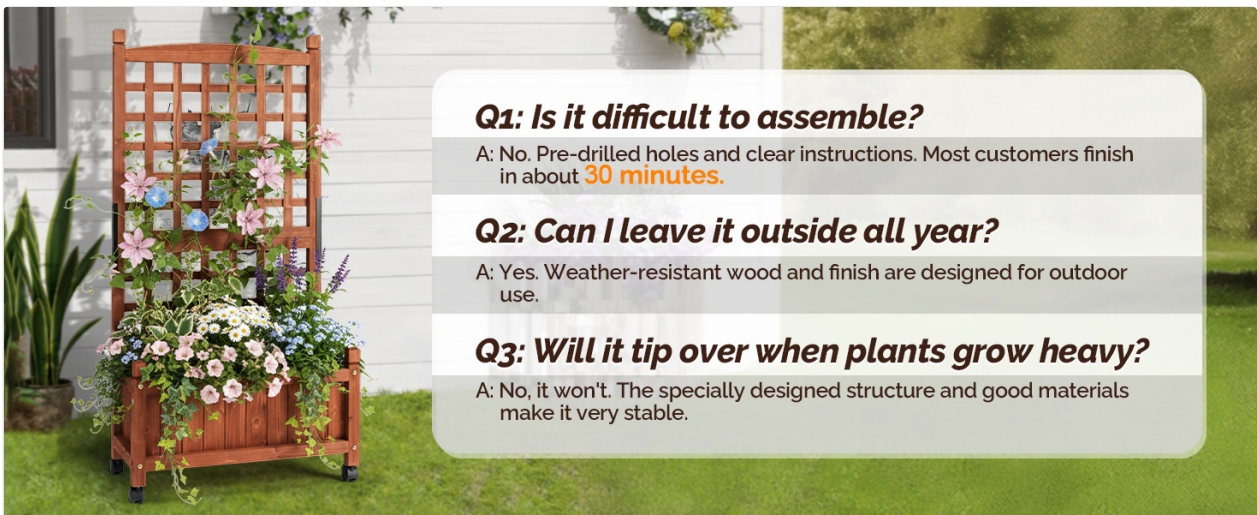 Q1: Is it difficult to assemble?
A: No. Pre-drilled holes and clear instructions. Most customers finish
in about 30 minutes.
Q2: Can I leave it outside all year?
A: Yes. Weather-resistant wood and finish are designed for outdoor
use.
Q3: Will it tip over when plants grow heavy?
A: No, it won't. The specially designed structure and good materials
make it very stable.